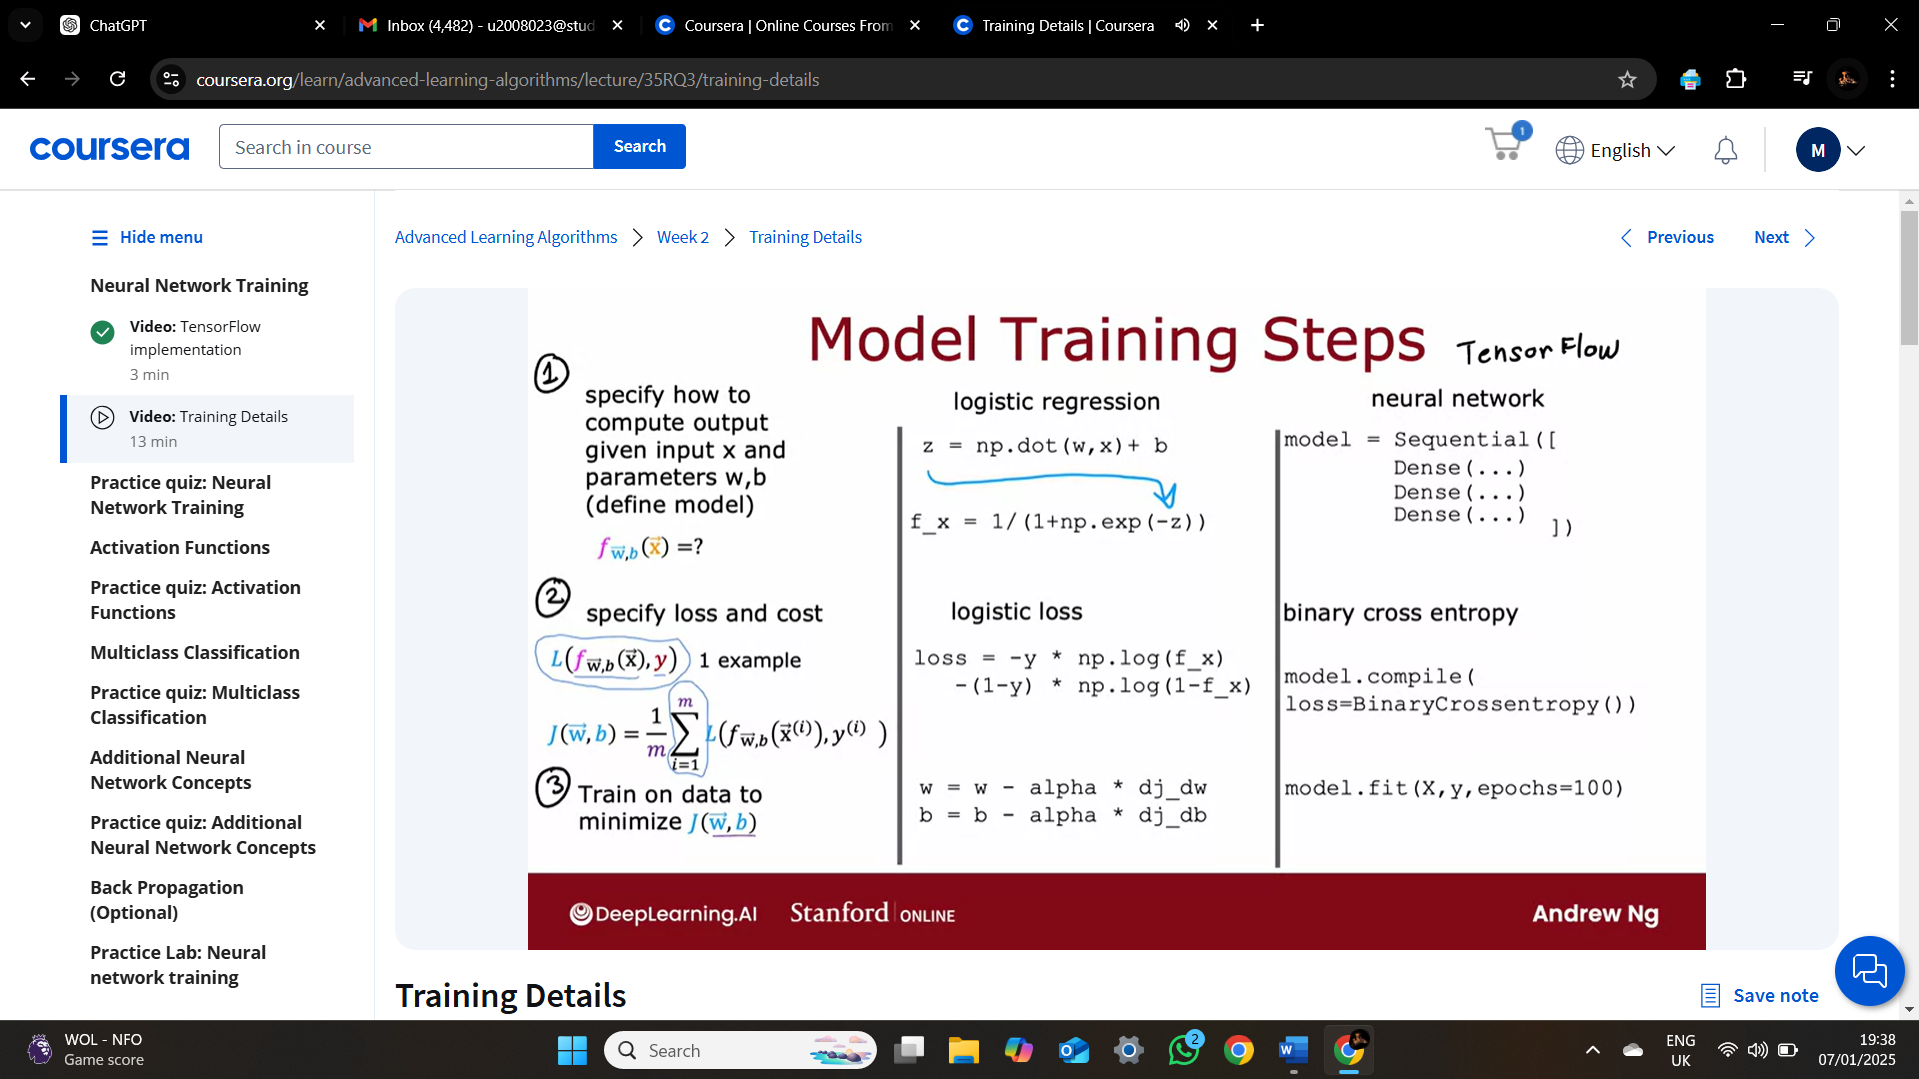 ChatGPT
Inbox (4,482) - u2008023@stud
Coursera | Online Courses From
Training Details | Coursera
coursera.org/learn/advanced-learning-algorithms/lecture/35RQ3/training-details
coursera
Search in course
Search
1
English
M
Hide menu
Advanced Learning Algorithms
Week 2
Training Details
Previous
Next
Neural Network Training
Video: TensorFlow
implementation
3 min
Video: Training Details
13 min
Practice quiz: Neural
Network Training
Activation Functions
Practice quiz: Activation
Functions
Multiclass Classification
Practice quiz: Multiclass
Classification
Additional Neural
Network Concepts
Practice quiz: Additional
Neural Network Concepts
Back Propagation
(Optional)
Practice Lab: Neural
network training
Model Training Steps TensorFlow
1
specify how to
compute output
given input x and
parameters w,b
(define model)
f w⃗,b (x⃗) =?
logistic regression
z = np.dot(w,x)+ b
f_x = 1/(1+np.exp(-z))
neural network
model = Sequential([
Dense(...)
Dense(...)
Dense(...)
])
2
specify loss and cost
L(f w⃗,b (x⃗), y) 1 example
J(w⃗, b) = 1/m ∑ i=1 m L(f w⃗,b (x⃗^(i)), y^(i) )
logistic loss
loss = -y * np.log(f_x)
-(1-y) * np.log(1-f_x)
binary cross entropy
model.compile(
loss=BinaryCrossentropy())
3
Train on data to
minimize J(w⃗, b)
w = w - alpha * dj_dw
b = b - alpha * dj_db
model.fit(X,y,epochs=100)
DeepLearning.AI
Stanford | ONLINE
Andrew Ng
Training Details
Save note
WOL - NFO
Game score
Search
2
ENG
UK
19:38
07/01/2025